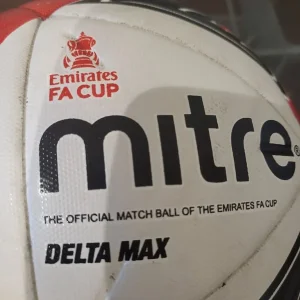 Emirates
FA CUP
mitre®
THE OFFICIAL MATCH BALL OF THE EMIRATES FA CUP
DELTA MAX